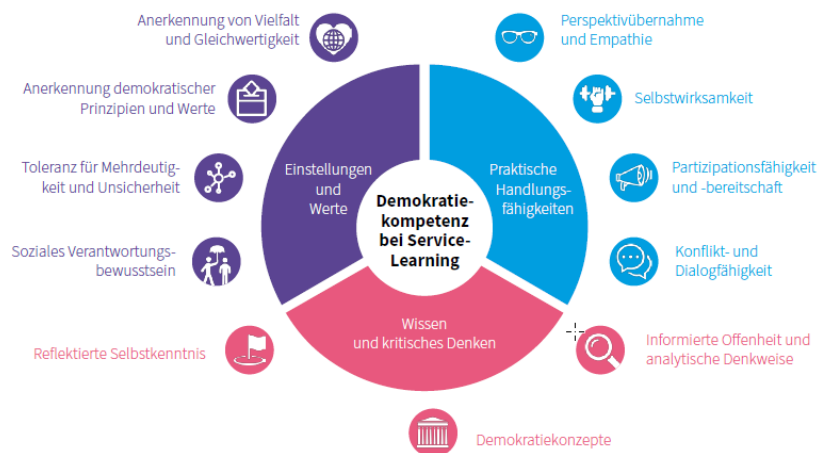 Anerkennung von Vielfalt
und Gleichwertigkeit
Anerkennung demokratischer
Prinzipien und Werte
Toleranz für Mehrdeutig-
keit und Unsicherheit
Soziales Verantwortungs-
bewusstsein
Reflektierte Selbstkenntnis
Einstellungen
und
Werte
Demokratie-
kompetenz
bei Service-
Learning
Praktische
Handlungs-
fähigkeiten
Wissen
und kritisches Denken
Perspektivübernahme
und Empathie
Selbstwirksamkeit
Partizipationsfähigkeit
und -bereitschaft
Konflikt- und
Dialogfähigkeit
Informierte Offenheit und
analytische Denkweise
Demokratiekonzepte